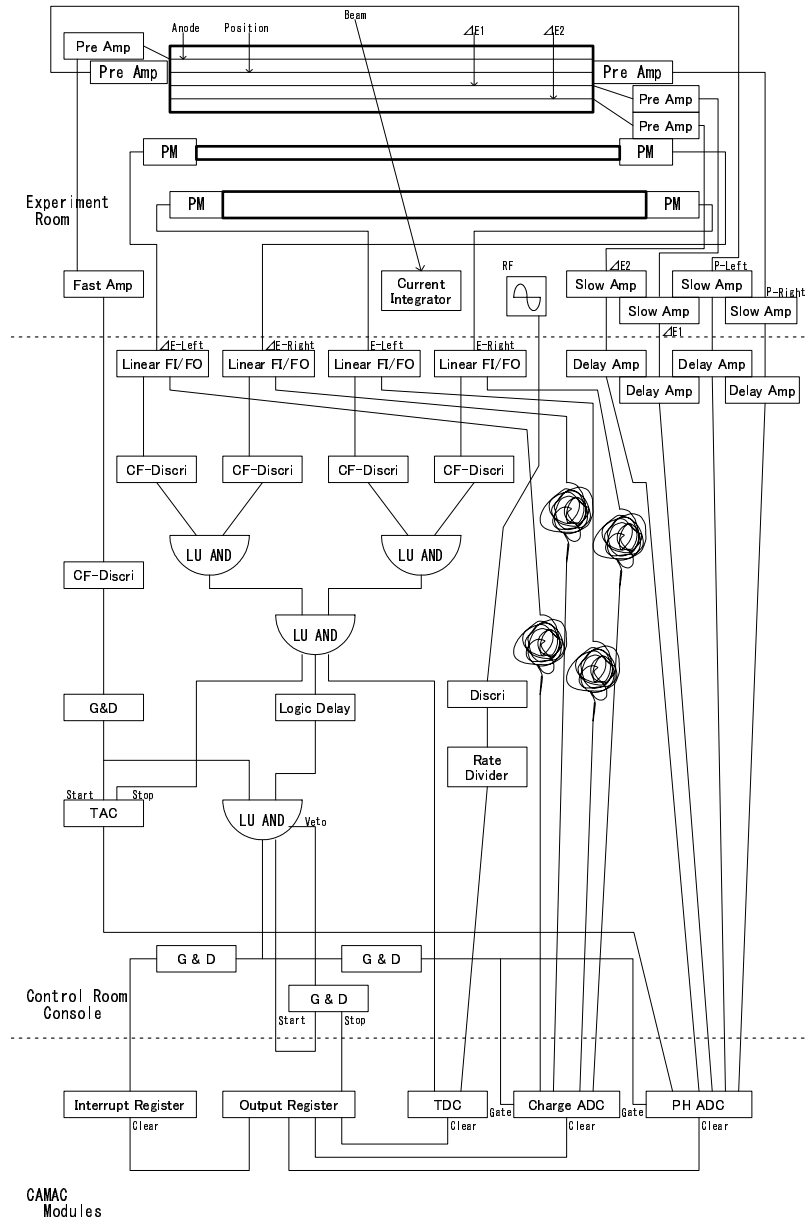 Beam
Anode
Position
⊿E1
⊿E2
Pre Amp
Pre Amp
Pre Amp
Pre Amp
Pre Amp
PM
PM
PM
PM
Experiment
Room
Fast Amp
Current
Integrator
RF
⊿E2
Slow Amp
P-Left
Slow Amp
Slow Amp
⊿E1
P-Right
Slow Amp
⊿E-Left
Linear FI/FO
⊿E-Right
Linear FI/FO
E-Left
Linear FI/FO
E-Right
Linear FI/FO
Delay Amp
Delay Amp
Delay Amp
Delay Amp
CF-Discri
CF-Discri
CF-Discri
CF-Discri
LU AND
LU AND
CF-Discri
LU AND
G&D
Logic Delay
Discri
Rate
Divider
Start
Stop
TAC
LU AND
Veto
G & D
G & D
G & D
Start
Stop
Control Room
Console
Interrupt Register
Clear
Output Register
TDC
Clear
Gate
Charge ADC
Clear
Gate
PH ADC
Clear
CAMAC
Modules